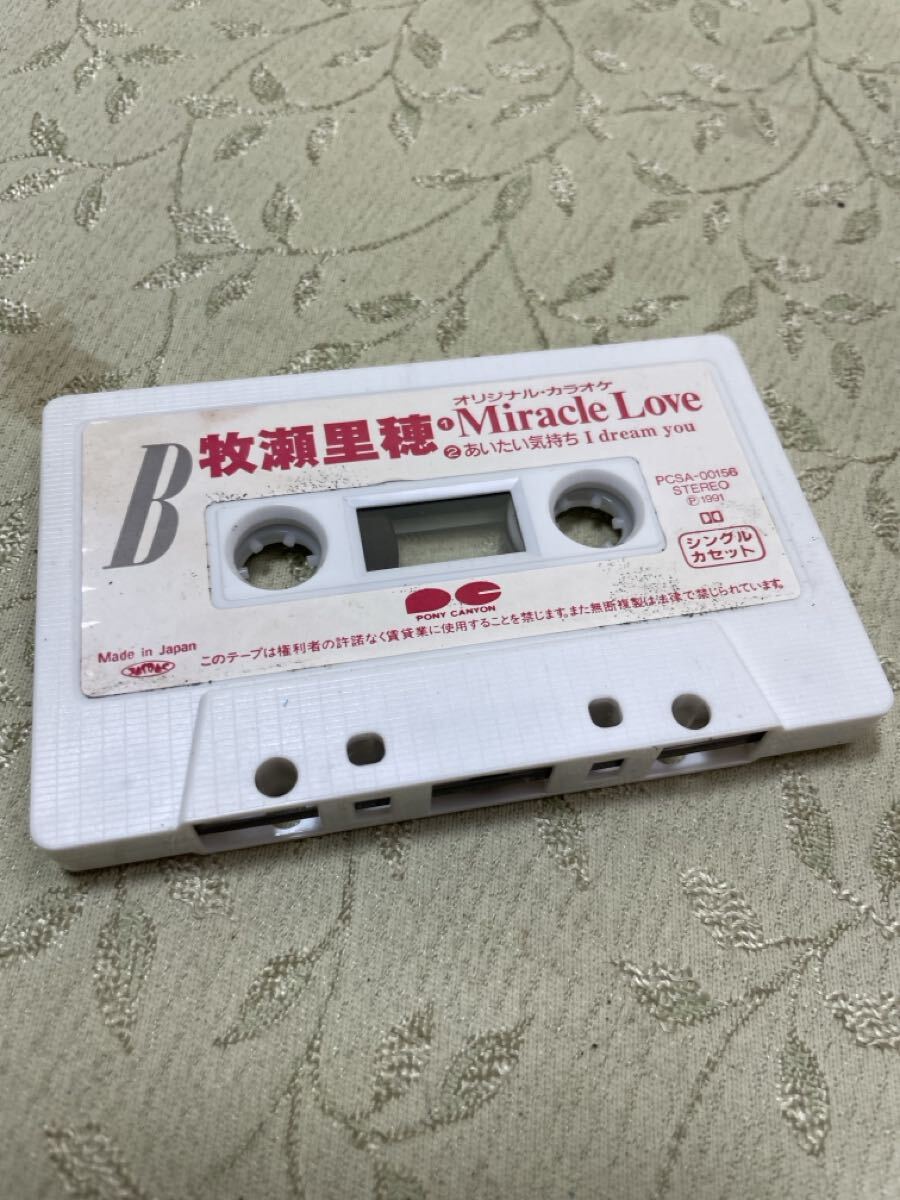 B
牧瀬里穂
オリジナル・カラオケ
①Miracle Love
②あいたい気持ち I dream you
PCSA-00156
STEREO
Ⓟ1991
シングル
カセット
PONY CANYON
このテープは権利者の許諾なく賃貸業に使用することを禁じます。また無断複製は法律で禁じられています。
Made in Japan
JASRAC